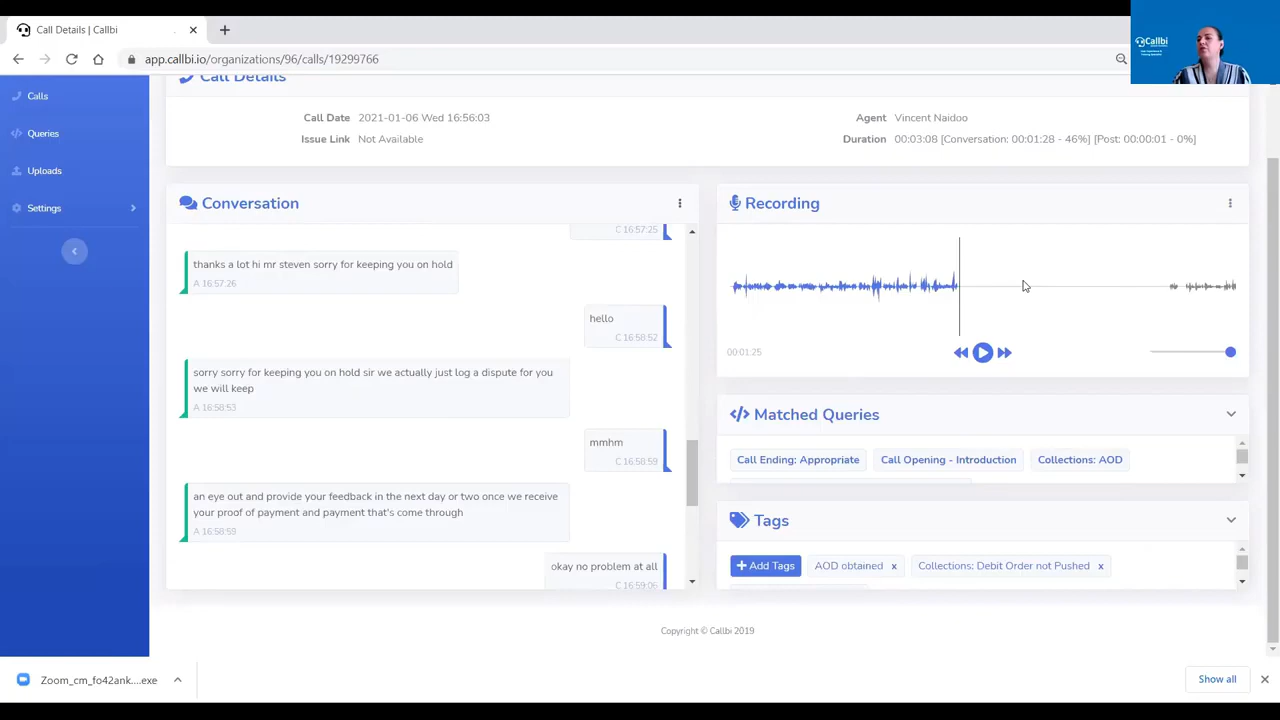 Call Details | Callbi
app.callbi.io/organizations/96/calls/19299766
Callbi
Calls
Queries
Uploads
Settings
Call Details
Call Date 2021-01-06 Wed 16:56:03
Issue Link Not Available
Agent Vincent Naidoo
Duration 00:03:08 [Conversation: 00:01:28 - 46%] [Post: 00:00:01 - 0%]
Conversation
C 16:57:25
thanks a lot hi mr steven sorry for keeping you on hold
A 16:57:26
hello
C 16:58:52
sorry sorry for keeping you on hold sir we actually just log a dispute for you
we will keep
A 16:58:53
mmhm
C 16:58:59
an eye out and provide your feedback in the next day or two once we receive
your proof of payment and payment that's come through
A 16:58:59
okay no problem at all
C 16:59:06
Recording
00:01:25
Matched Queries
Call Ending: Appropriate
Call Opening - Introduction
Collections: AOD
Tags
Add Tags
AOD obtained x
Collections: Debit Order not Pushed x
Copyright © Callbi 2019
Zoom_cm_fo42ank....exe
Show all